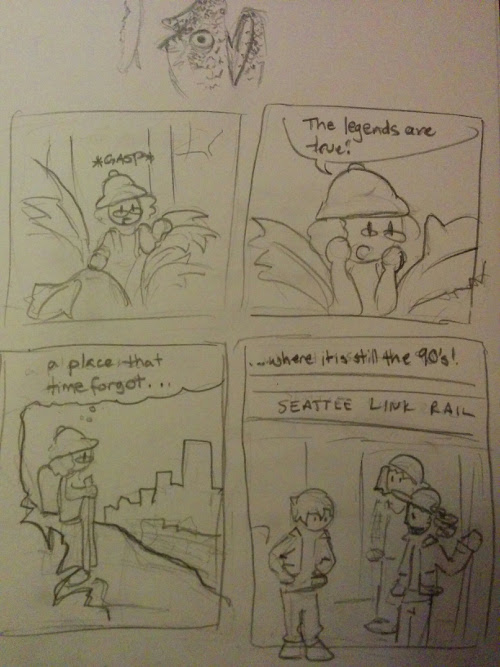 *GASP*
The legends are
true!
a place that
time forgot...
...where it is still the 90's!
SEATTLE LINK RAIL